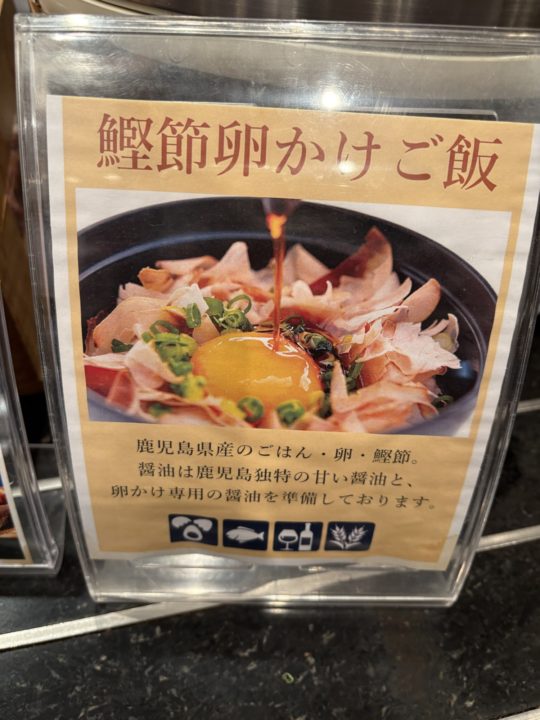 鰹節卵かけご飯
鹿児島県産のごはん・卵・鰹節。
醤油は鹿児島独特の甘い醤油と、
卵かけ専用の醤油を準備しております。